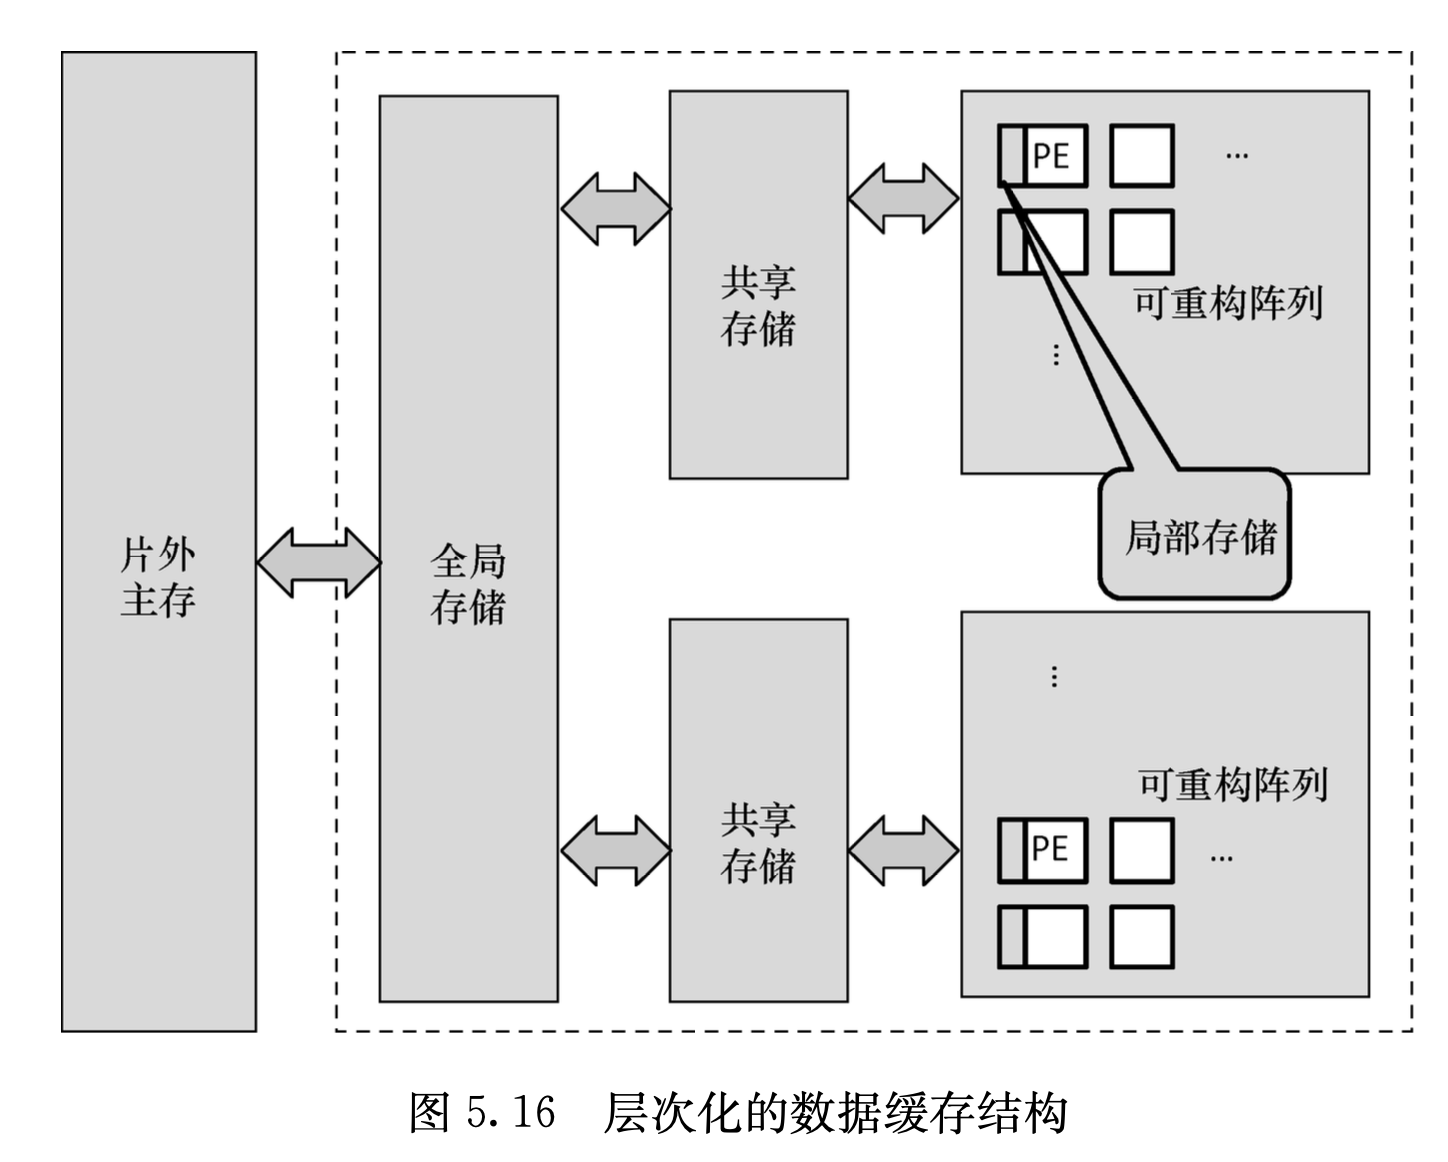 片外
主存
全局
存储
共享
存储
PE
...
可重构阵列
⋮
局部存储
共享
存储
⋮
可重构阵列
PE
...
图 5.16 层次化的数据缓存结构